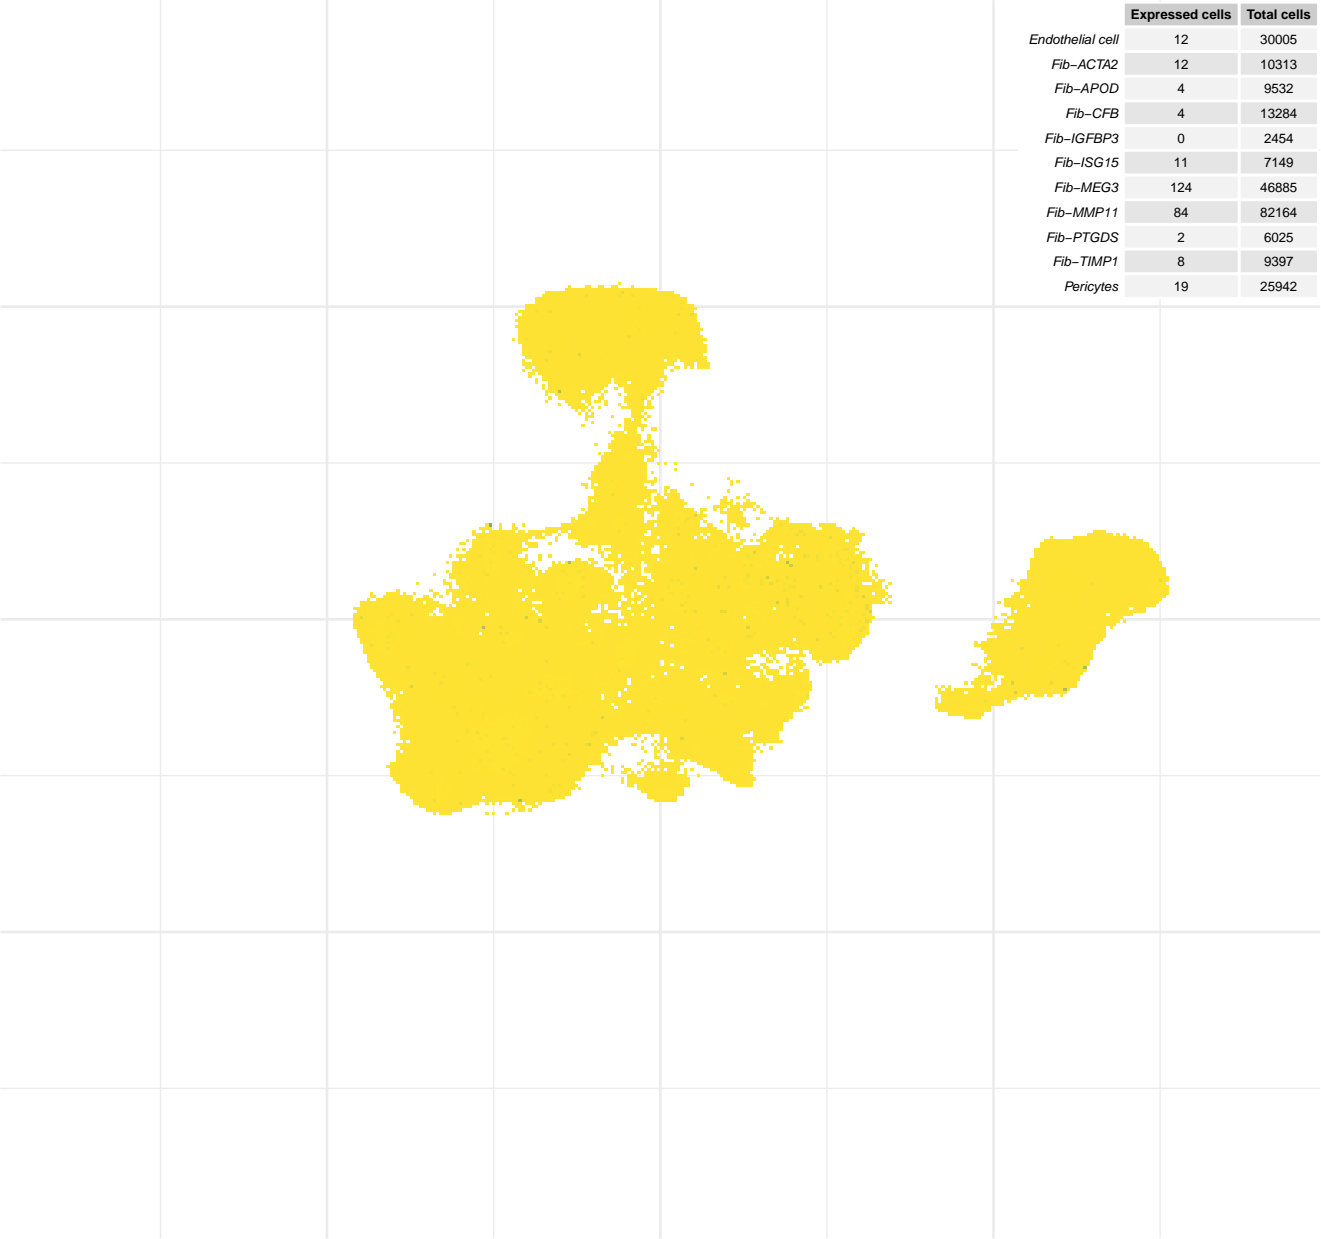 Expressed cells Total cells
Endothelial cell 12 30005
Fib−ACTA2 12 10313
Fib−APOD 4 9532
Fib−CFB 4 13284
Fib−IGFBP3 0 2454
Fib−ISG15 11 7149
Fib−MEG3 124 46885
Fib−MMP11 84 82164
Fib−PTGDS 2 6025
Fib−TIMP1 8 9397
Pericytes 19 25942